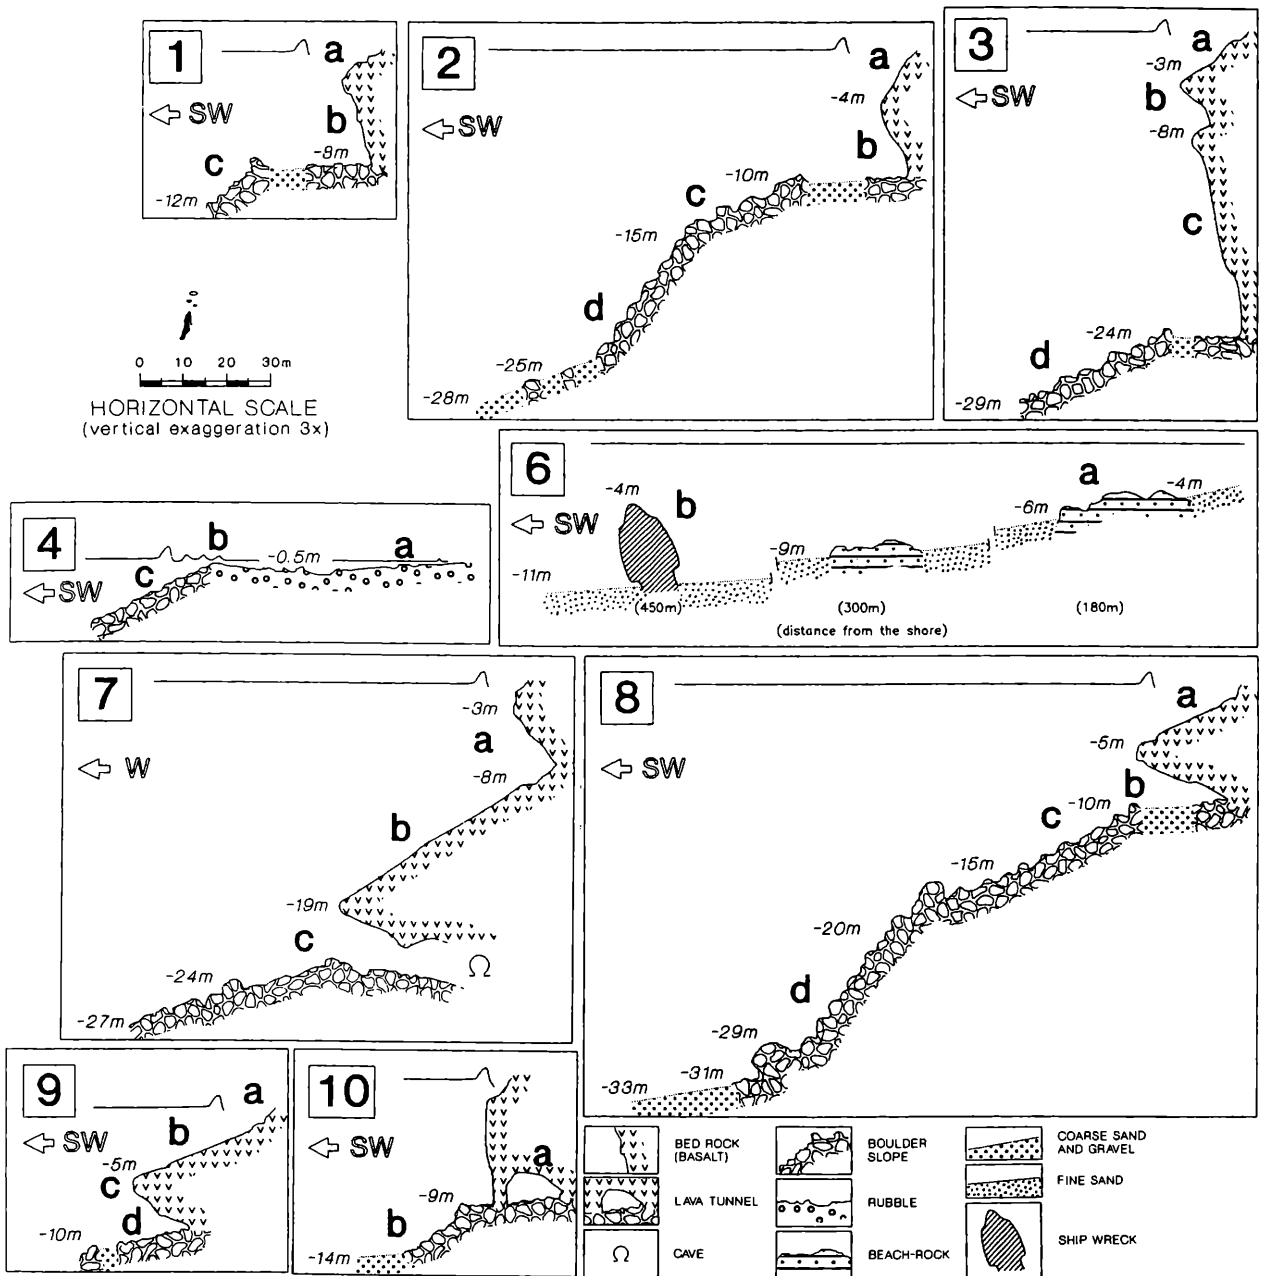 1
a
SW
b
-8m
c
-12m
2
a
-4m
SW
b
-10m
c
-15m
d
-25m
-28m
3
a
-3m
SW
b
-8m
c
-24m
d
-29m
0 10 20 30m
HORIZONTAL SCALE
(vertical exaggeration 3x)
4
b
-0.5m
a
c
SW
6
a
-4m
-4m
b
-6m
SW
-9m
-11m
(450m)
(300m)
(180m)
(distance from the shore)
7
-3m
a
W
-8m
b
-19m
c
Ω
-24m
-27m
8
a
-5m
SW
b
-10m
c
-15m
-20m
d
-29m
-31m
-33m
9
a
b
SW
-5m
c
d
-10m
10
SW
a
-9m
b
-14m
BED ROCK
(BASALT)
LAVA TUNNEL
Ω
CAVE
BOULDER
SLOPE
RUBBLE
BEACH-ROCK
COARSE SAND
AND GRAVEL
FINE SAND
SHIP WRECK